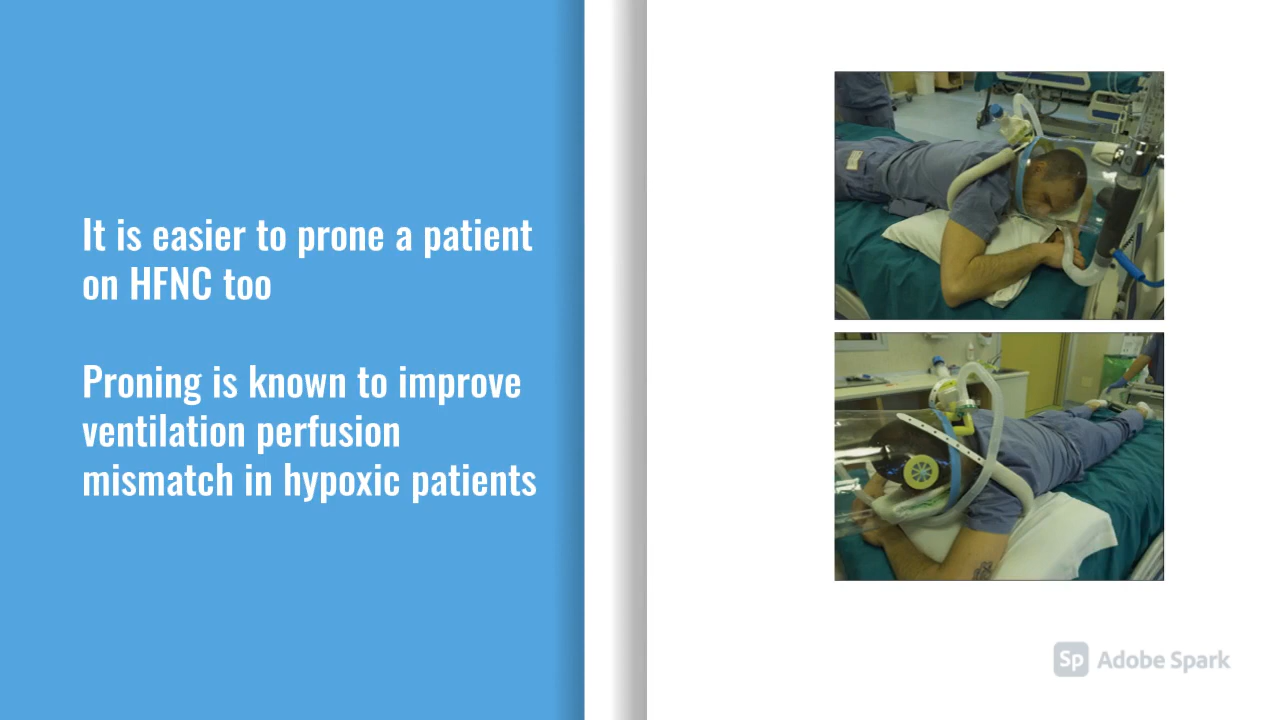 It is easier to prone a patient
on HFNC too
Proning is known to improve
ventilation perfusion
mismatch in hypoxic patients
Sp Adobe Spark